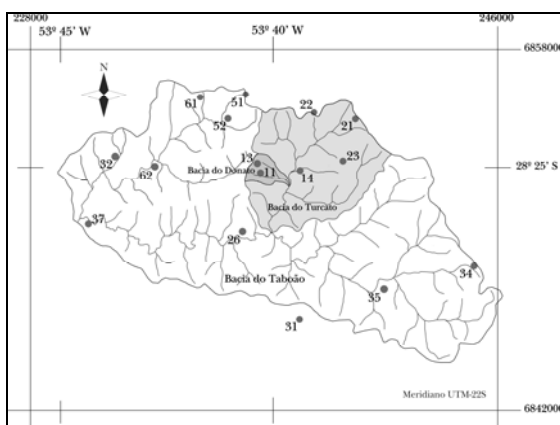 228000
246000
53º 45' W
53º 40' W
6858000
N
61
51
52
22
21
32
62
13
23
28º 25' S
Bacia do Donato
11
14
Bacia do Turcato
37
26
Bacia do Taboão
34
35
31
Meridiano UTM-22S
6842000